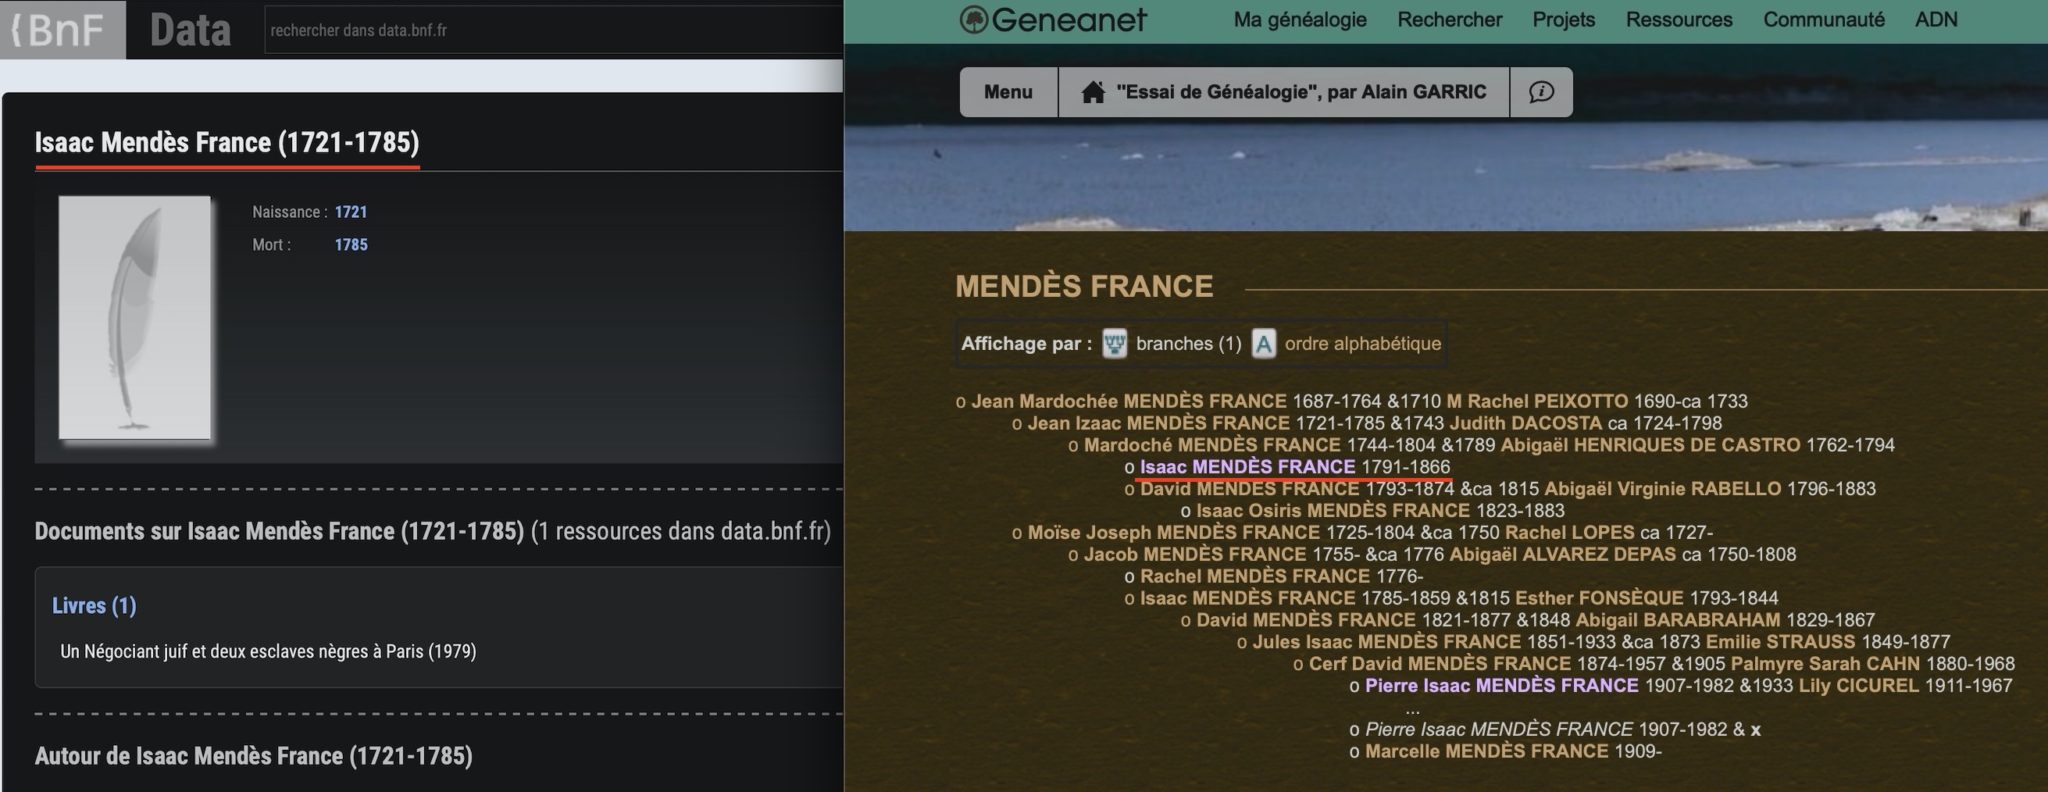 BnF Data rechercher dans data.bnf.fr
Isaac Mendès France (1721-1785)
Naissance : 1721
Mort : 1785
Documents sur Isaac Mendès France (1721-1785) (1 ressources dans data.bnf.fr)
Livres (1)
Un Négociant juif et deux esclaves nègres à Paris (1979)
Autour de Isaac Mendès France (1721-1785)
Geneanet Ma généalogie Rechercher Projets Ressources Communauté ADN
Menu "Essai de Généalogie", par Alain GARRIC
MENDÈS FRANCE
Affichage par : branches (1) A ordre alphabétique
o Jean Mardochée MENDÈS FRANCE 1687-1764 &1710 M Rachel PEIXOTTO 1690-ca 1733
o Jean Izaac MENDÈS FRANCE 1721-1785 &1743 Judith DACOSTA ca 1724-1798
o Mardoché MENDÈS FRANCE 1744-1804 &1789 Abigaël HENRIQUES DE CASTRO 1762-1794
o Isaac MENDÈS FRANCE 1791-1866
o David MENDÈS FRANCE 1793-1874 &ca 1815 Abigaël Virginie RABELLO 1796-1883
o Isaac Osiris MENDÈS FRANCE 1823-1883
o Moïse Joseph MENDÈS FRANCE 1725-1804 &ca 1750 Rachel LOPES ca 1727-
o Jacob MENDÈS FRANCE 1755- &ca 1776 Abigaël ALVAREZ DEPAS ca 1750-1808
o Rachel MENDÈS FRANCE 1776-
o Isaac MENDÈS FRANCE 1785-1859 &1815 Esther FONSÈQUE 1793-1844
o David MENDÈS FRANCE 1821-1877 &1848 Abigail BARABRAHAM 1829-1867
o Jules Isaac MENDÈS FRANCE 1851-1933 &ca 1873 Emilie STRAUSS 1849-1877
o Cerf David MENDÈS FRANCE 1874-1957 &1905 Palmyre Sarah CAHN 1880-1968
o Pierre Isaac MENDÈS FRANCE 1907-1982 &1933 Lily CICUREL 1911-1967
...
o Pierre Isaac MENDÈS FRANCE 1907-1982 & x
o Marcelle MENDÈS FRANCE 1909-